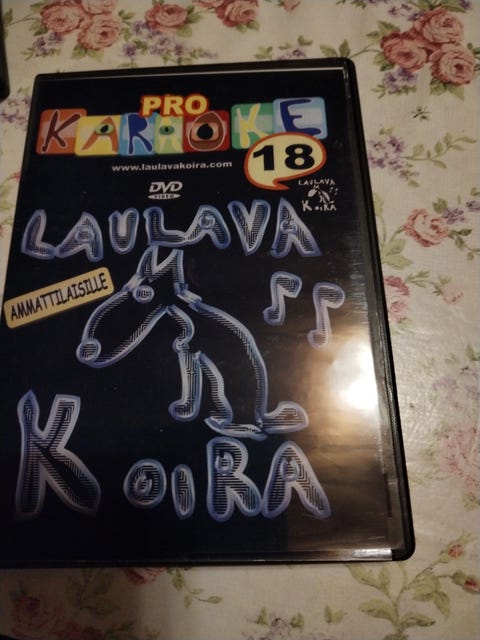 PRO
KARAOKE
18
www.laulavakoira.com
DVD
VIDEO
LAULAVA
KOIRA
LAULAVA
AMMATTILAISILLE
KOIRA